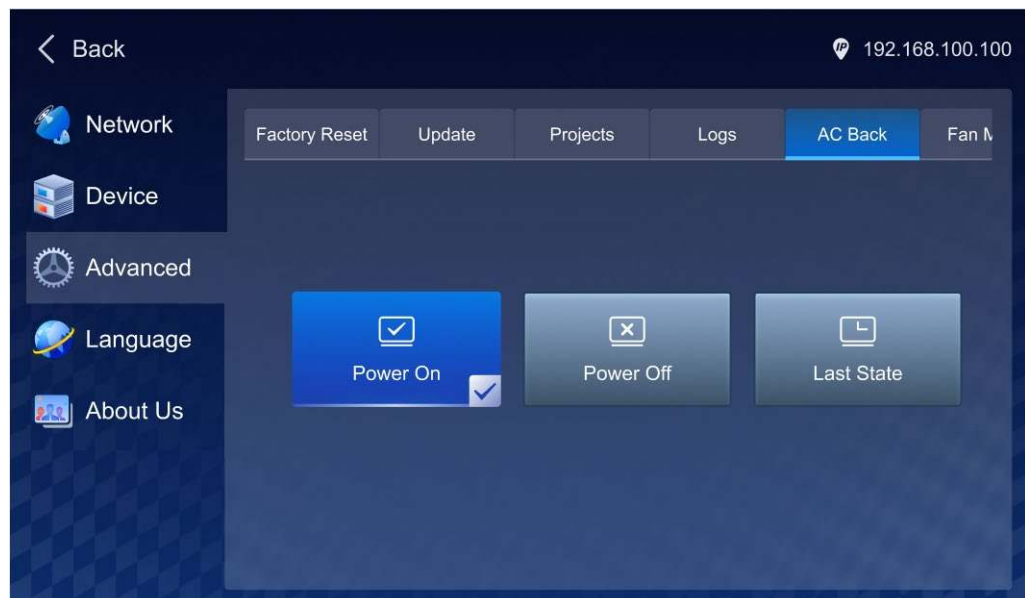 Back
192.168.100.100
Network
Device
Advanced
Language
About Us
Factory Reset Update Projects Logs AC Back Fan M
Power On Power Off Last State